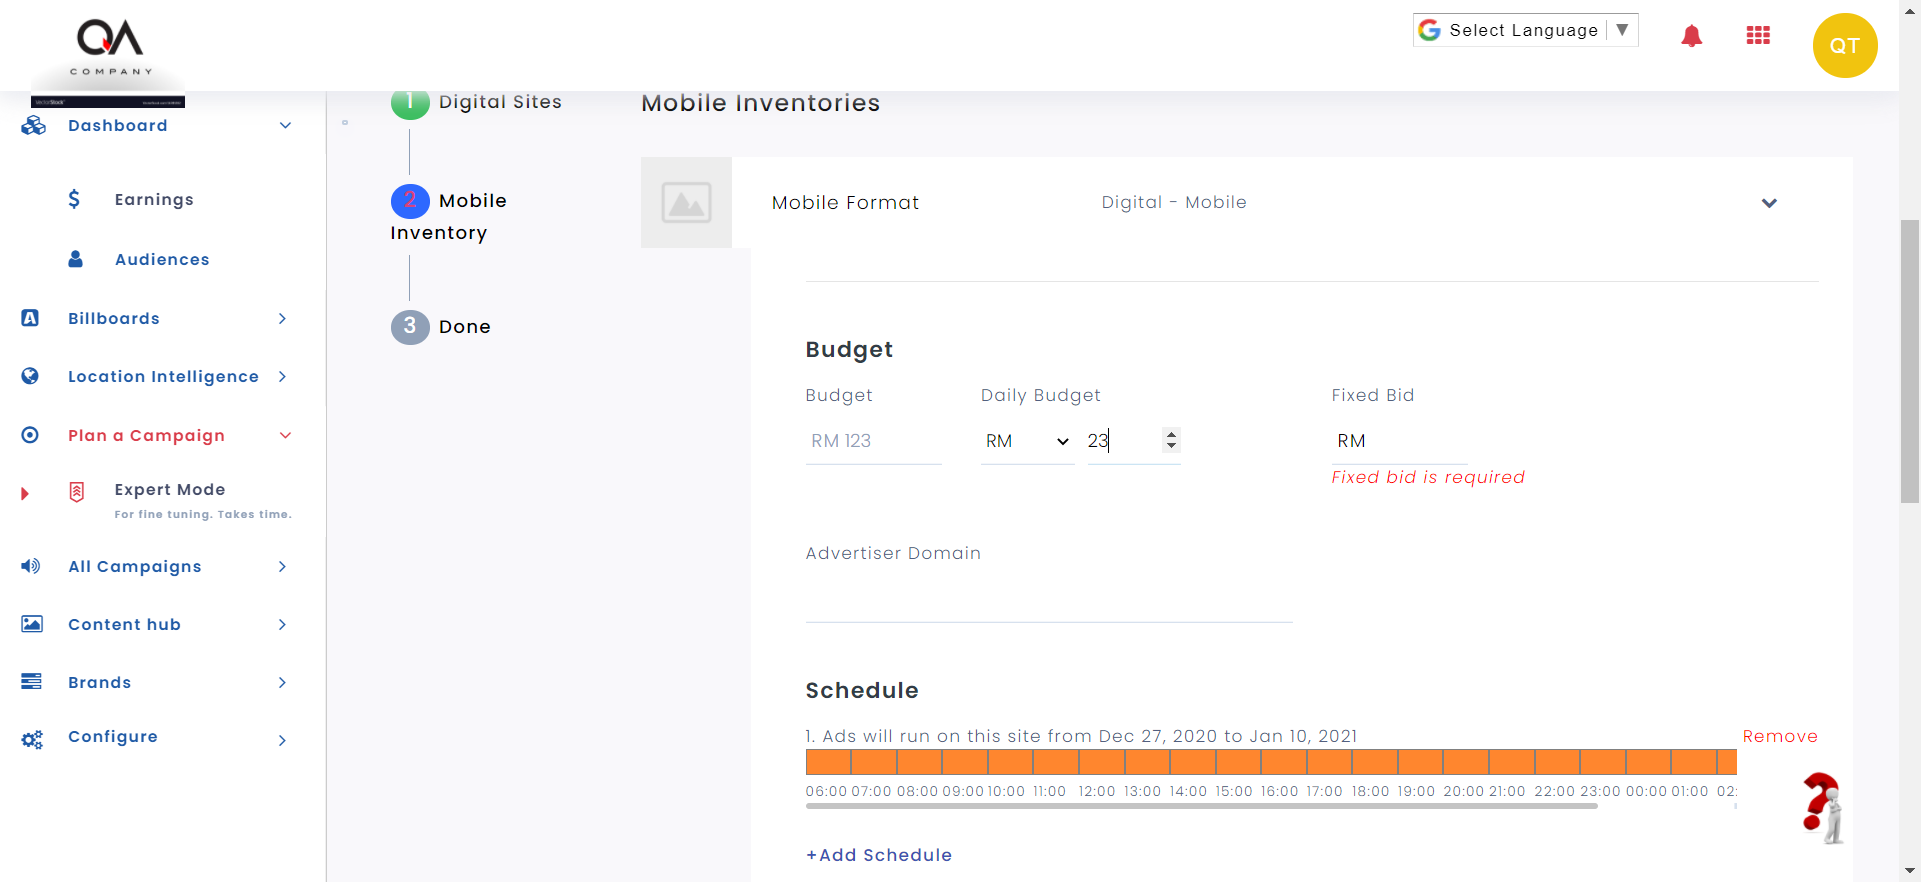 QA
COMPANY
Select Language ▼
QT
Dashboard
Earnings
Audiences
Billboards
Location Intelligence
Plan a Campaign
Expert Mode
For fine tuning. Takes time.
All Campaigns
Content hub
Brands
Configure
1 Digital Sites
2 Mobile
Inventory
3 Done
Mobile Inventories
Mobile Format
Digital - Mobile
Budget
Budget
Daily Budget
Fixed Bid
RM 123
RM
23
RM
Fixed bid is required
Advertiser Domain
Schedule
1. Ads will run on this site from Dec 27, 2020 to Jan 10, 2021
Remove
06:00 07:00 08:00 09:00 10:00 11:00 12:00 13:00 14:00 15:00 16:00 17:00 18:00 19:00 20:00 21:00 22:00 23:00 00:00 01:00 02:
+Add Schedule